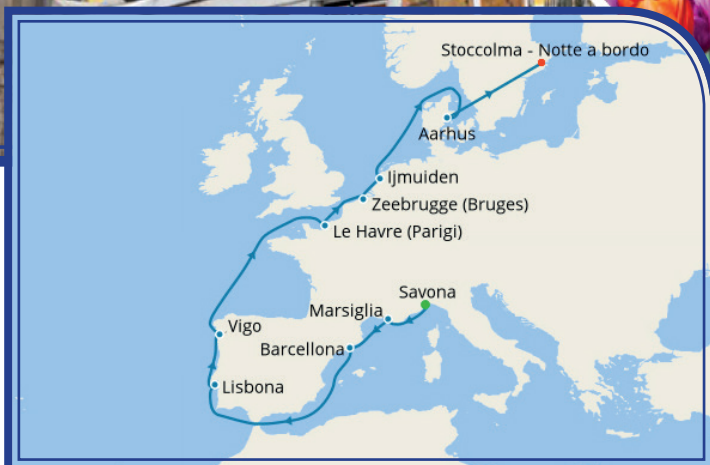 Stoccolma - Notte a bordo
Aarhus
Ijmuiden
Zeebrugge (Bruges)
Le Havre (Parigi)
Savona
Marsiglia
Vigo
Barcellona
Lisbona